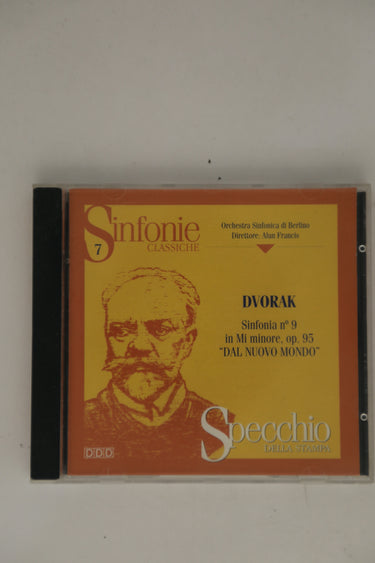 Sinfonie
7
CLASSICHE
Orchestra Sinfonica di Berlino
Direttore: Alun Francis
DVORAK
Sinfonia nº 9
in Mi minore, op. 95
"DAL NUOVO MONDO"
Specchio
DELLA STAMPA
DDD